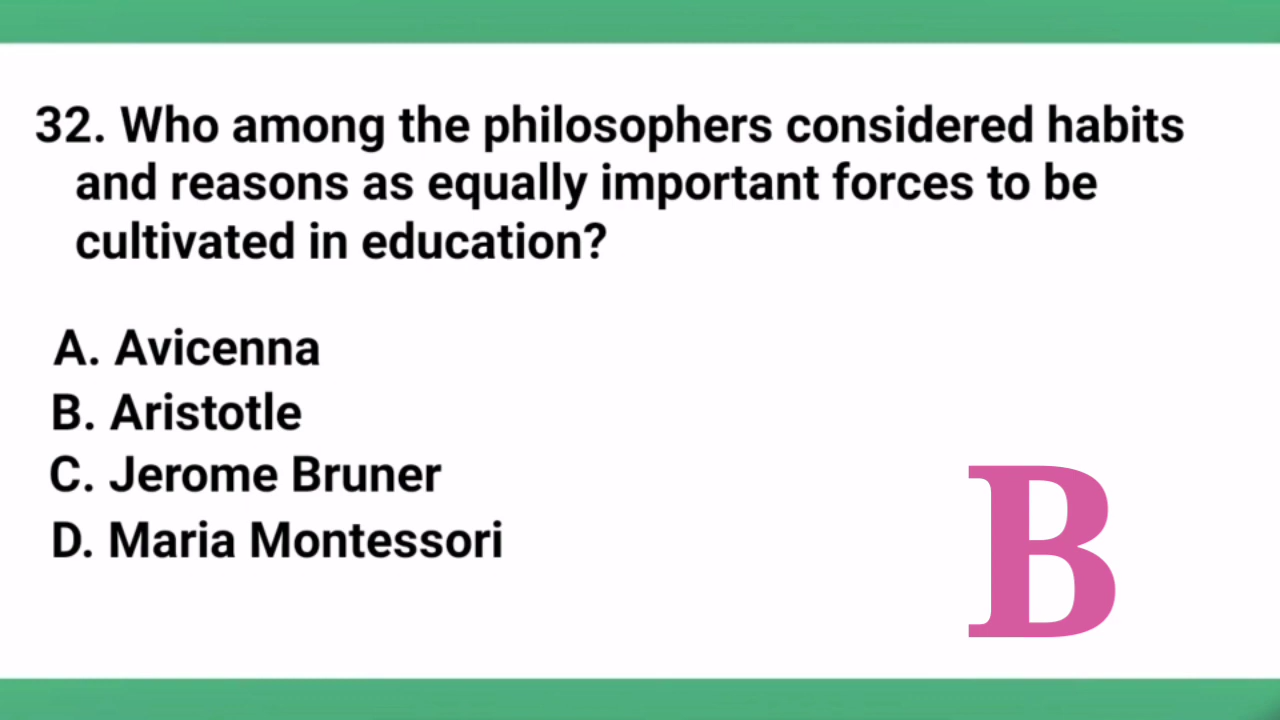 32. Who among the philosophers considered habits
and reasons as equally important forces to be
cultivated in education?
A. Avicenna
B. Aristotle
C. Jerome Bruner
D. Maria Montessori
B